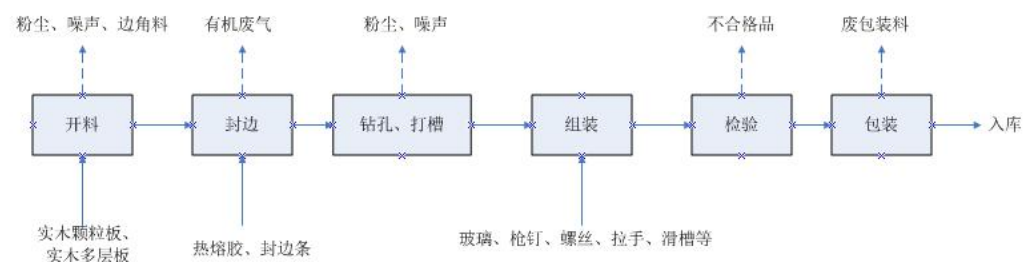 粉尘、噪声、边角料
有机废气
粉尘、噪声
不合格品
废包装料
开料
封边
钻孔、打槽
组装
检验
包装
入库
实木颗粒板、
实木多层板
热熔胶、封边条
玻璃、枪钉、螺丝、拉手、滑槽等